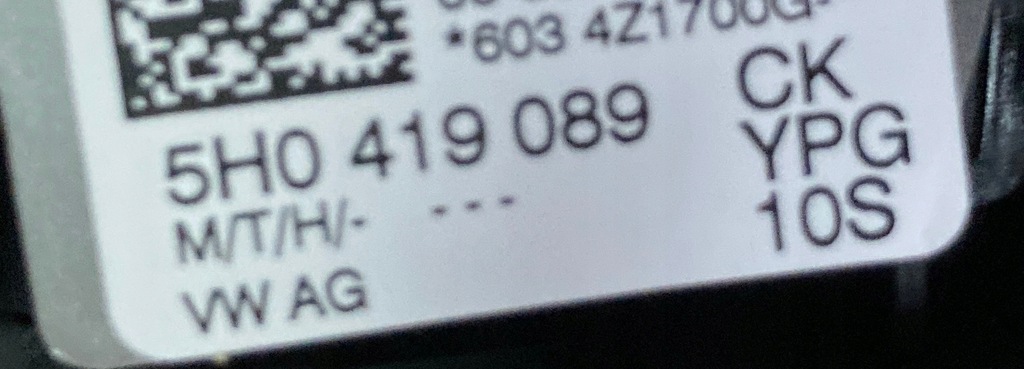 *603 4Z1700G-
5H0 419 089 CK
M/T/H/- --- YPG
VW AG 10S